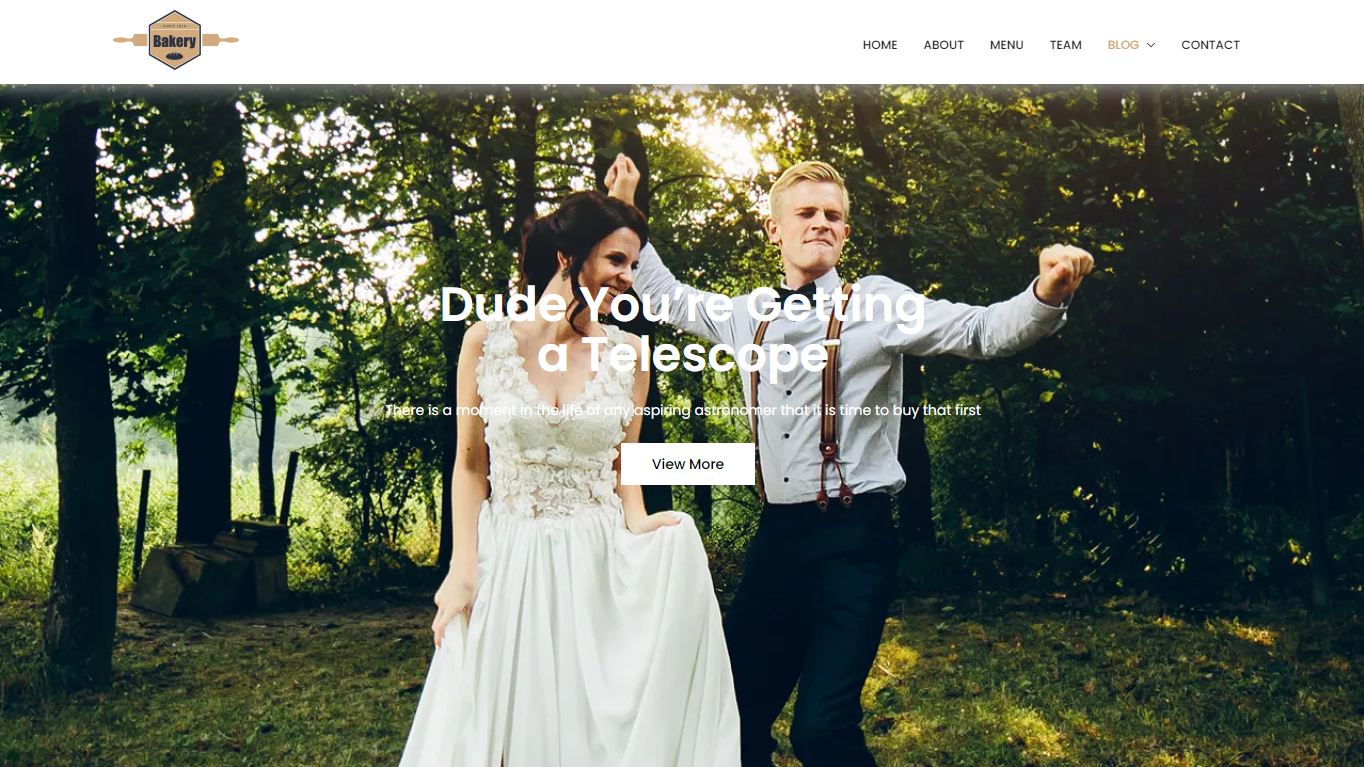 SINCE 2010
Bakery
HOME
ABOUT
MENU
TEAM
BLOG
CONTACT
Dude You're Getting
a Telescope
There is a moment in the life of any aspiring astronomer that it is time to buy that first
View More